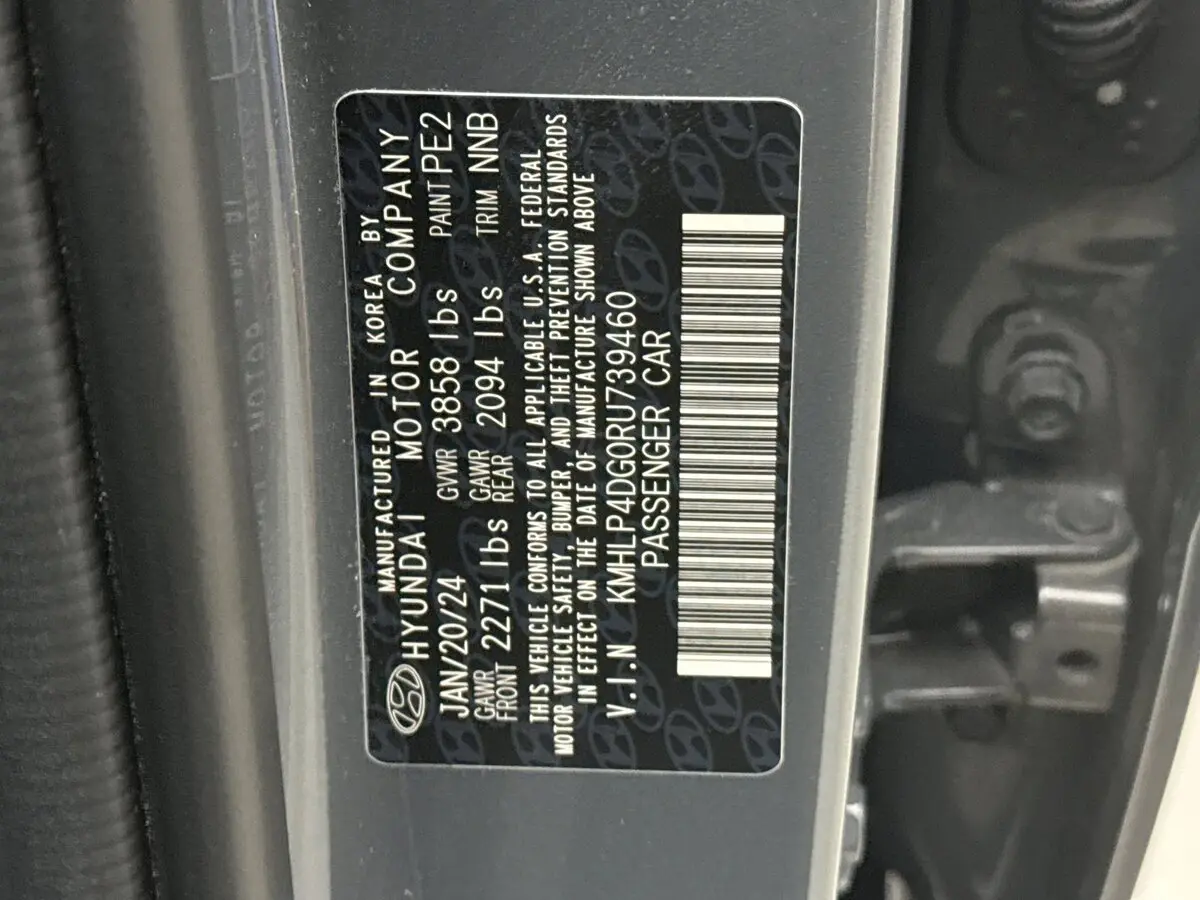 MANUFACTURED IN KOREA BY
HYUNDAI MOTOR COMPANY
JAN/20/24 GVWR 3858 lbs PAINT PE2
GAWR FRONT 2271 lbs GAWR REAR 2094 lbs TRIM NNB
THIS VEHICLE CONFORMS TO ALL APPLICABLE U.S.A. FEDERAL
MOTOR VEHICLE SAFETY, BUMPER, AND THEFT PREVENTION STANDARDS
IN EFFECT ON THE DATE OF MANUFACTURE SHOWN ABOVE
V.I.N KMHLP4DG0RU739460
PASSENGER CAR